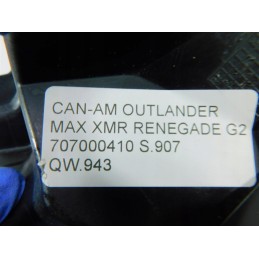 CAN-AM OUTLANDER
MAX XMR RENEGADE G2
707000410 S.907
QW.943